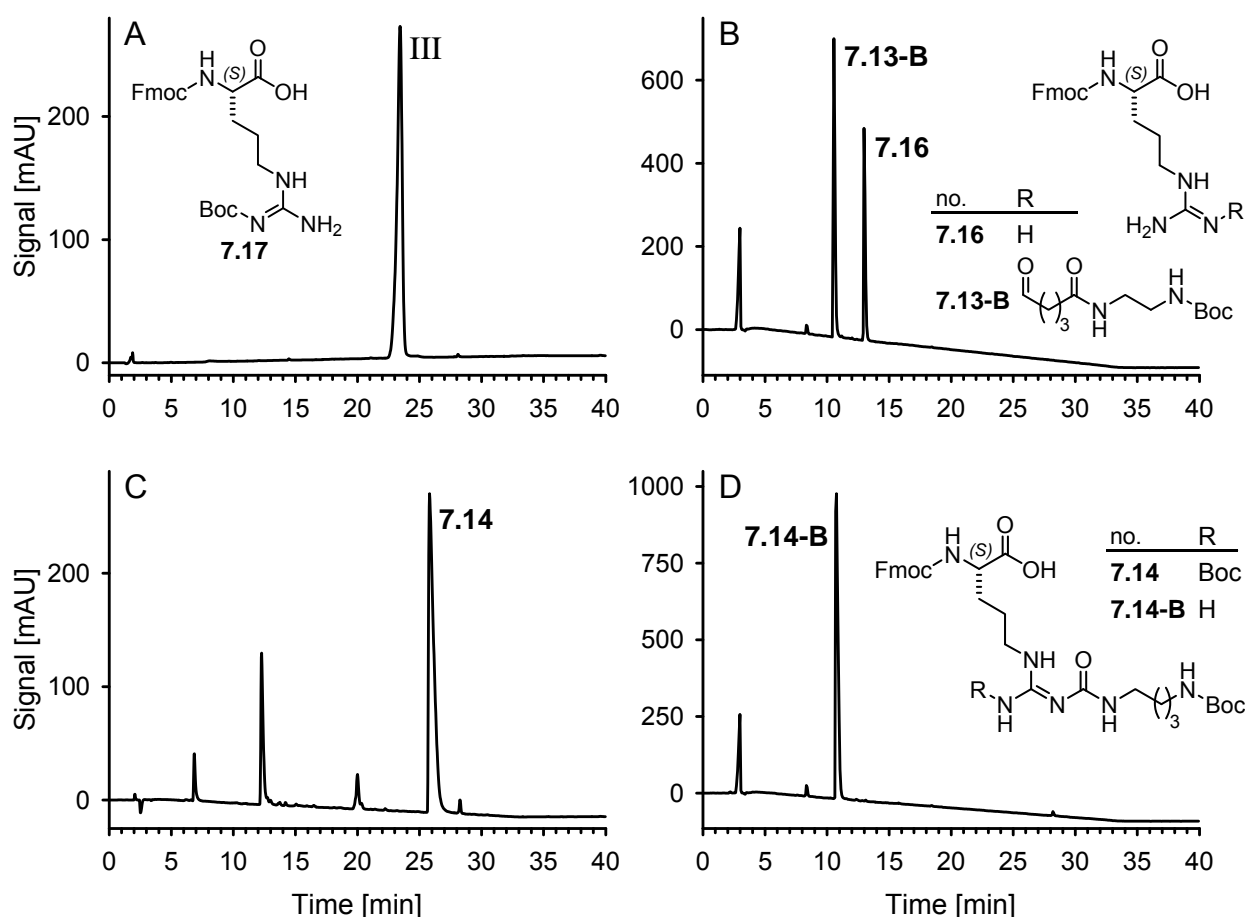 A
III
H
N
(S)
O
OH
Fmoc
NH
Boc
N
NH2
7.17
Signal [mAU]
200
100
0
0 5 10 15 20 25 30 35 40
B
7.13-B
7.16
H
N
(S)
O
OH
Fmoc
NH
R
NH2 N
no. R
7.16 H
7.13-B
O O
( )3
N
H
H
N
Boc
600
400
200
0
0 5 10 15 20 25 30 35 40
C
7.14
Signal [mAU]
200
100
0
0 5 10 15 20 25 30 35 40
Time [min]
D
7.14-B
H
N
(S)
O
OH
Fmoc
NH
R
N
H
N
O
N
H
( )3
H
N
Boc
no. R
7.14 Boc
7.14-B H
1000
750
500
250
0
0 5 10 15 20 25 30 35 40
Time [min]